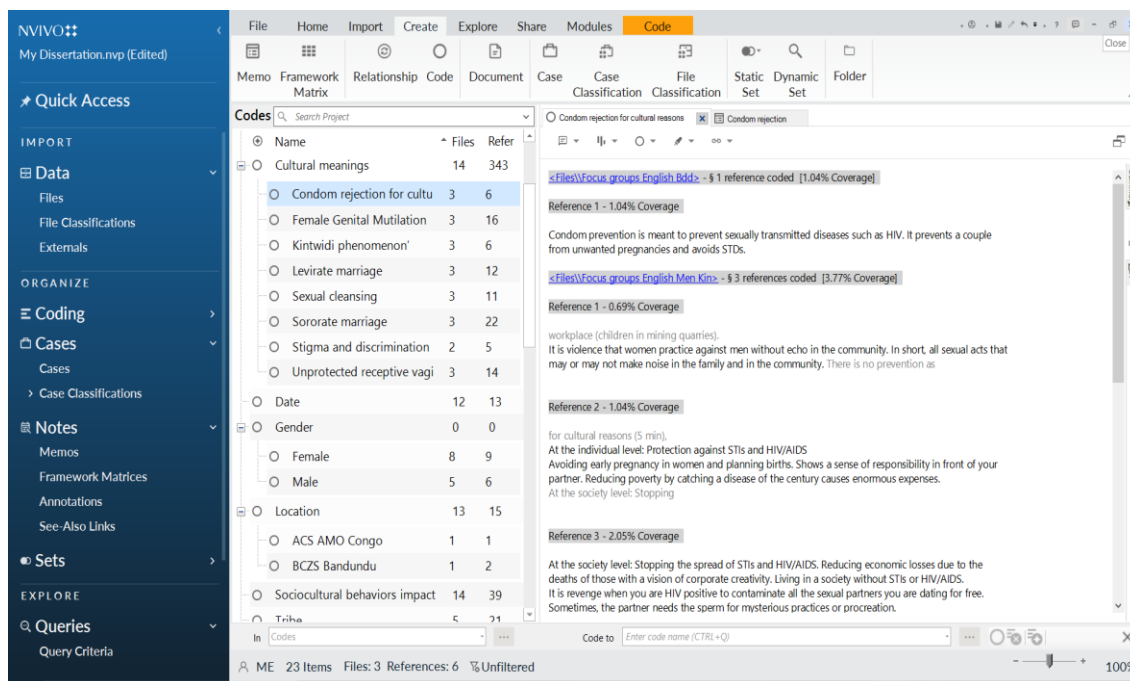 NVIVO
My Dissertation.nvp (Edited)
Quick Access
IMPORT
Data
Files
File Classifications
Externals
ORGANIZE
Coding
Cases
Cases
Case Classifications
Notes
Memos
Framework Matrices
Annotations
See-Also Links
Sets
EXPLORE
Queries
Query Criteria
File Home Import Create Explore Share Modules Code
Close
Memo Framework Matrix Relationship Code Document Case Case Classification File Classification Static Set Dynamic Set Folder
Codes Search Project
Name Files Refer
Cultural meanings 14 343
Condom rejection for cultu 3 6
Female Genital Mutilation 3 16
Kintwidi phenomenon' 3 6
Levirate marriage 3 12
Sexual cleansing 3 11
Sororate marriage 3 22
Stigma and discrimination 2 5
Unprotected receptive vagi 3 14
Date 12 13
Gender 0 0
Female 8 9
Male 5 6
Location 13 15
ACS AMO Congo 1 1
BCZS Bandundu 1 2
Sociocultural behaviors impact 14 39
Tribe 5 21
Condom rejection for cultural reasons Condom rejection
<Files\\Focus groups English Bdd> - § 1 reference coded [1.04% Coverage]
Reference 1 - 1.04% Coverage
Condom prevention is meant to prevent sexually transmitted diseases such as HIV. It prevents a couple
from unwanted pregnancies and avoids STDs.
<Files\\Focus groups English Men Kin> - § 3 references coded [3.77% Coverage]
Reference 1 - 0.69% Coverage
workplace (children in mining quarries).
It is violence that women practice against men without echo in the community. In short, all sexual acts that
may or may not make noise in the family and in the community. There is no prevention as
Reference 2 - 1.04% Coverage
for cultural reasons (5 min),
At the individual level: Protection against STIs and HIV/AIDS
Avoiding early pregnancy in women and planning births. Shows a sense of responsibility in front of your
partner. Reducing poverty by catching a disease of the century causes enormous expenses.
At the society level: Stopping
Reference 3 - 2.05% Coverage
At the society level: Stopping the spread of STIs and HIV/AIDS. Reducing economic losses due to the
deaths of those with a vision of corporate creativity. Living in a society without STIs or HIV/AIDS.
It is revenge when you are HIV positive to contaminate all the sexual partners you are dating for free.
Sometimes, the partner needs the sperm for mysterious practices or procreation.
In Codes ... Code to Enter code name (CTRL+Q) ...
ME 23 Items Files: 3 References: 6 Unfiltered 100%